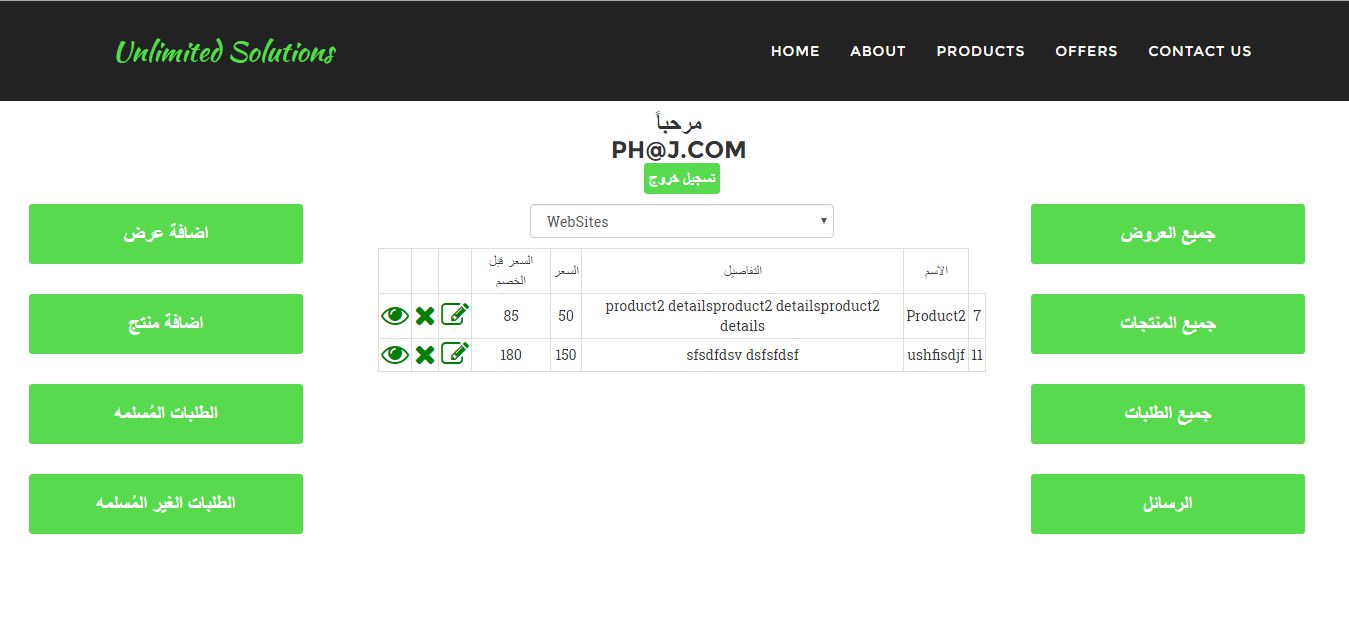 Unlimited Solutions
HOME ABOUT PRODUCTS OFFERS CONTACT US
مرحباً
PH@J.COM
تسجيل خروج
جميع العروض
جميع المنتجات
جميع الطلبات
الرسائل
WebSites
الاسم التفاصيل السعر السعر قبل
الخصم
7 Product2 product2 detailsproduct2 detailsproduct2
details 50 85
11 ushfisdjf sfsdfdsv dsfsfdsf 150 180
اضافة عرض
اضافة منتج
الطلبات المُسلمه
الطلبات الغير المُسلمه